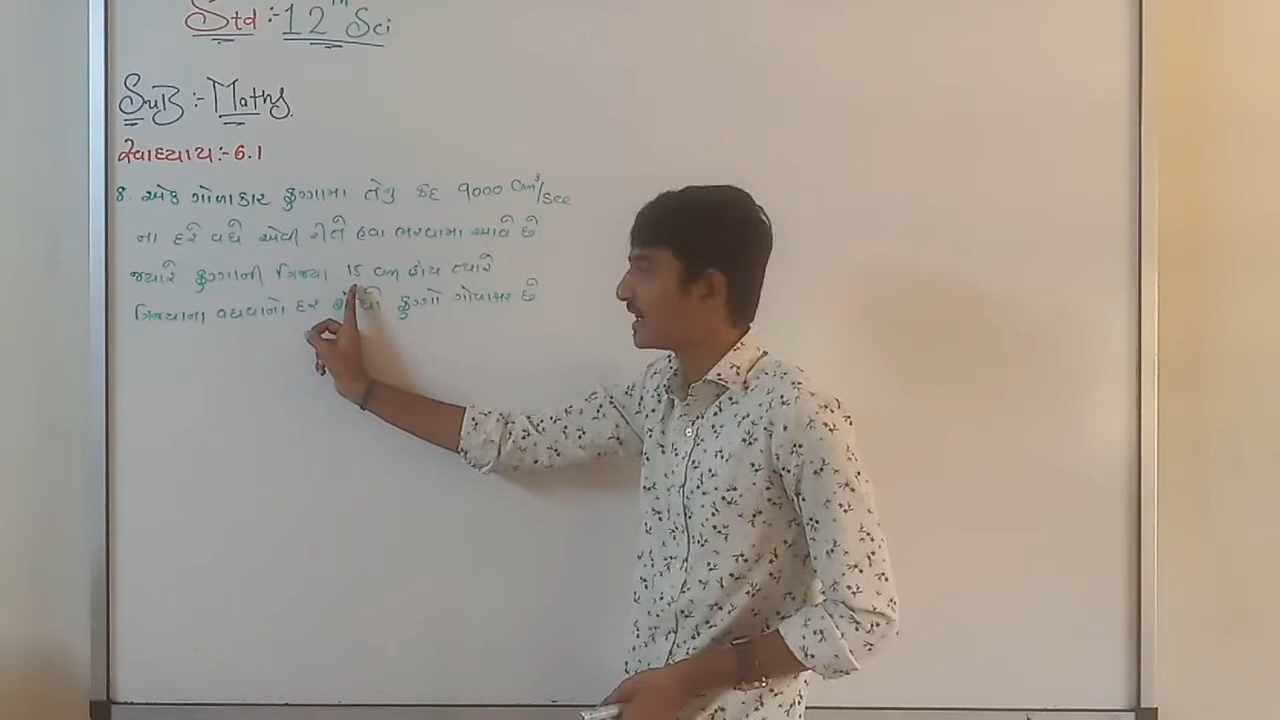 Std :- 12th Sci
SuB :- Maths
સ્વાધ્યાય :- 6.1
8. એક ગોળાકાર ફુગ્ગામા તેનુ કદ 9000 cm³/sec
ના દરે વધે એવી રીતે હવા ભરવામા આવે છે
જ્યારે ફુગ્ગાની ત્રિજ્યા 15 cm હોય ત્યારે
ત્રિજ્યાના વધવાનો દર ફુગ્ગો ગોળાકાર છે